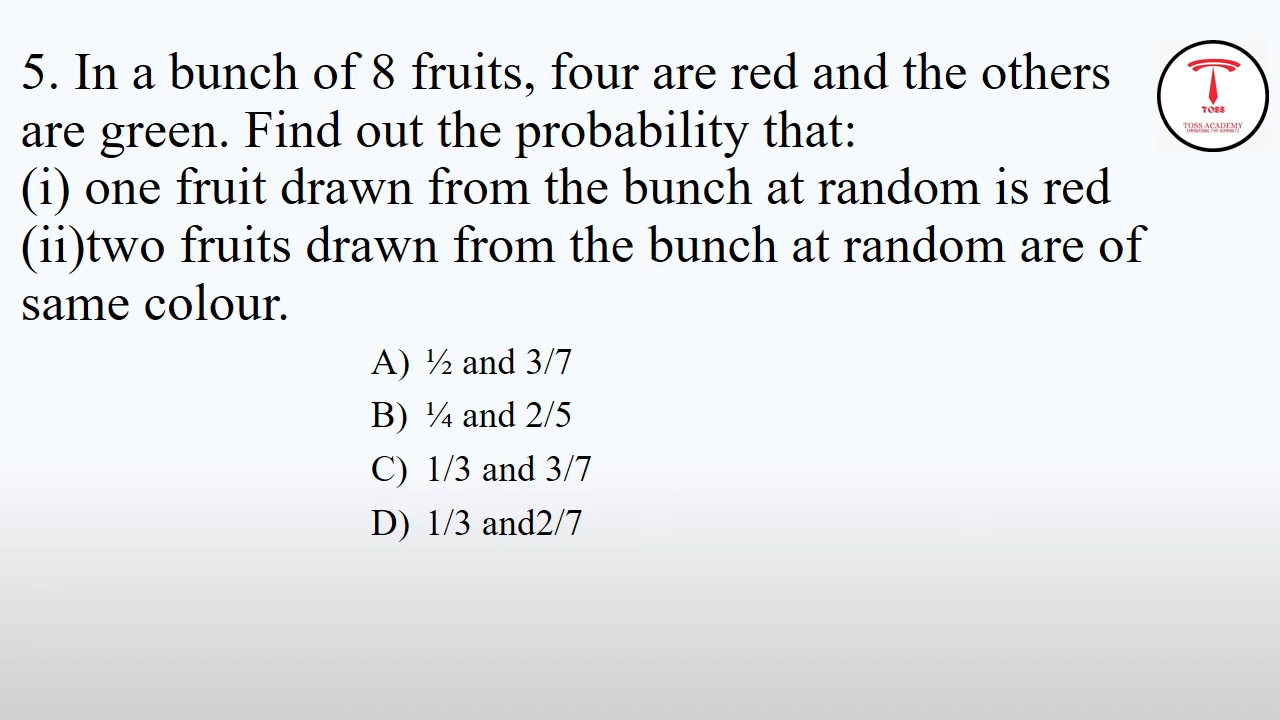 5. In a bunch of 8 fruits, four are red and the others
are green. Find out the probability that:
(i) one fruit drawn from the bunch at random is red
(ii)two fruits drawn from the bunch at random are of
same colour.
A) ½ and 3/7
B) ¼ and 2/5
C) 1/3 and 3/7
D) 1/3 and2/7
TOSS
TOSS ACADEMY